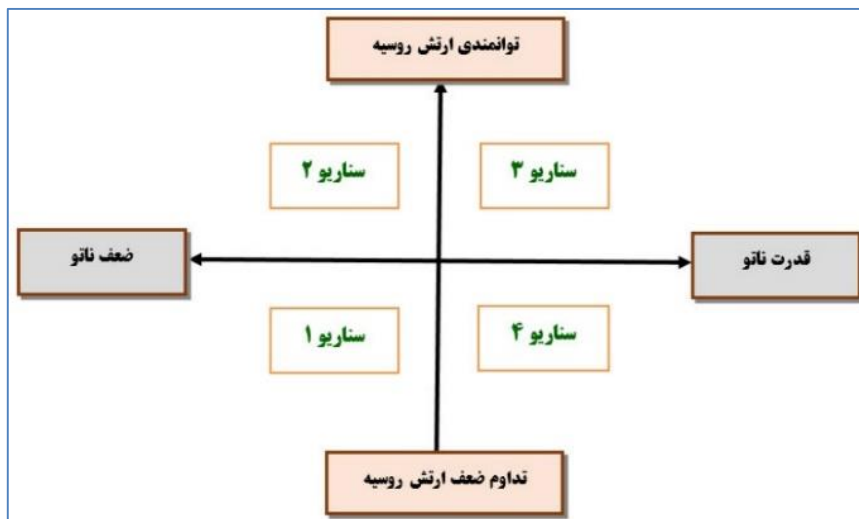 توانمندی ارتش روسیه
سناریو ۳
سناریو ۲
قدرت ناتو
ضعف ناتو
سناریو ۴
سناریو ۱
تداوم ضعف ارتش روسیه